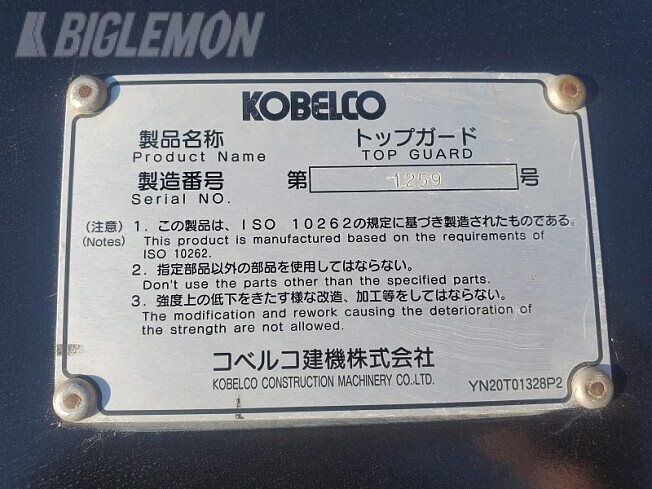 BIGLEMON
KOBELCO
製品名称 トップガード
Product Name TOP GUARD
製造番号 第 1259 号
Serial NO.
(注意) 1. この製品は、ISO 10262の規定に基づき製造されたものである。
(Notes) This product is manufactured based on the requirements of
ISO 10262.
2. 指定部品以外の部品を使用してはならない。
Don't use the parts other than the specified parts.
3. 強度上の低下をきたす様な改造、加工等をしてはならない。
The modification and rework causing the deterioration of
the strength are not allowed.
コベルコ建機株式会社
KOBELCO CONSTRUCTION MACHINERY CO.,LTD. YN20T01328P2